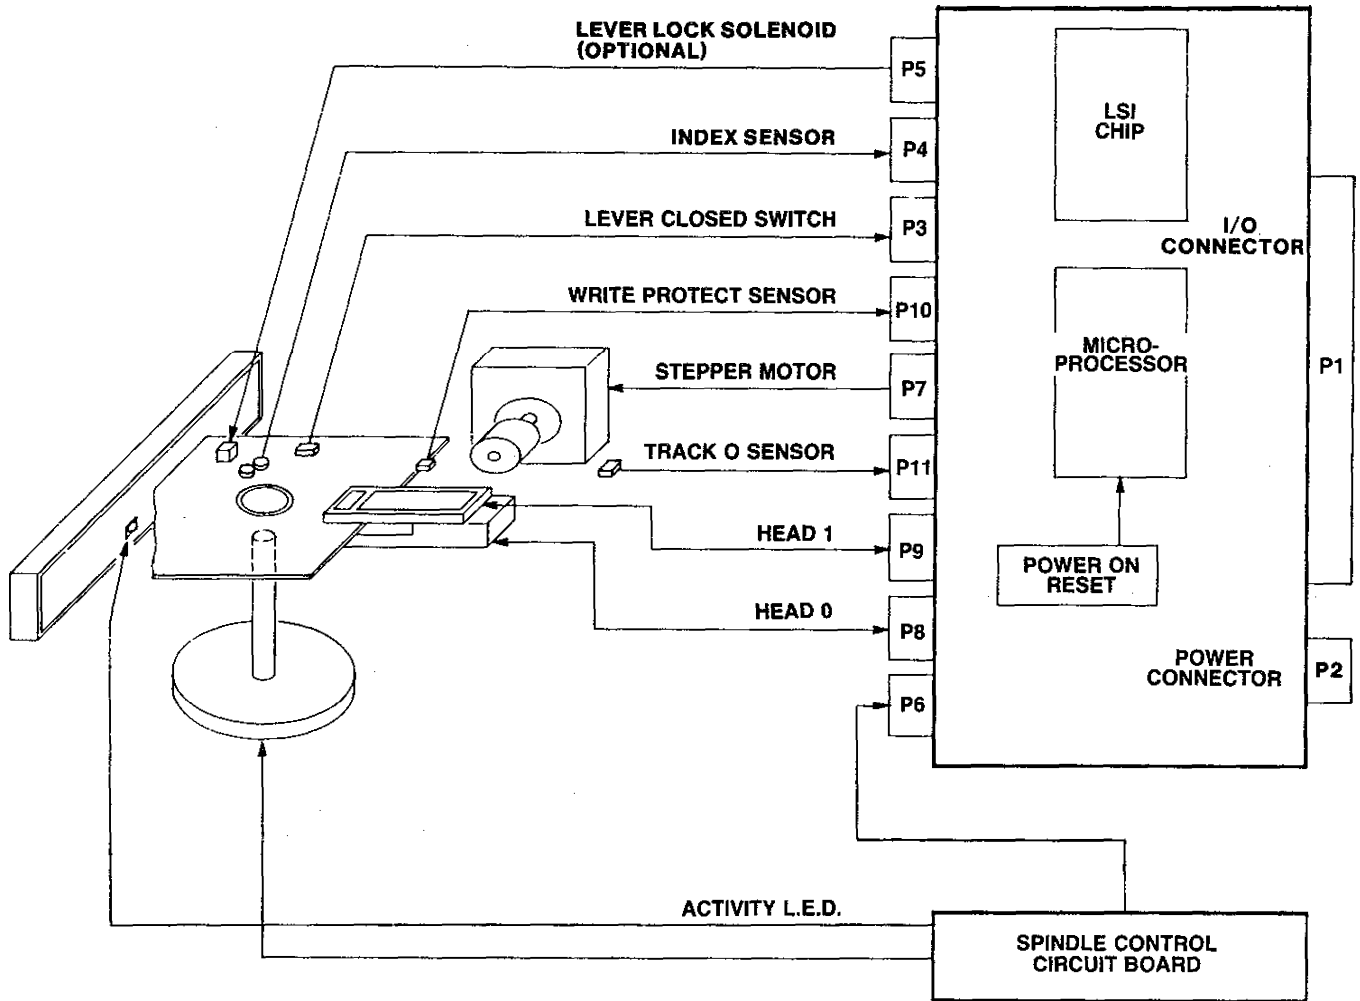 LEVER LOCK SOLENOID
(OPTIONAL)
P5
LSI
CHIP
INDEX SENSOR
P4
LEVER CLOSED SWITCH
P3
I/O
CONNECTOR
WRITE PROTECT SENSOR
P10
MICRO-
PROCESSOR
P1
STEPPER MOTOR
P7
TRACK O SENSOR
P11
HEAD 1
P9
POWER ON
RESET
HEAD 0
P8
POWER
CONNECTOR
P2
P6
ACTIVITY L.E.D.
SPINDLE CONTROL
CIRCUIT BOARD